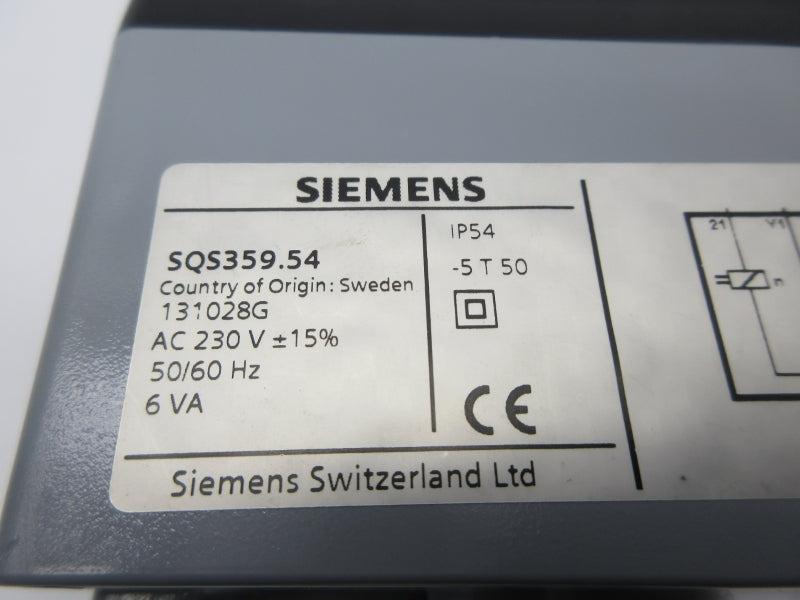 SIEMENS
SQS359.54
Country of Origin: Sweden
131028G
AC 230 V ±15%
50/60 Hz
6 VA
IP54
-5 T 50
CE
Siemens Switzerland Ltd
21 Y1
n